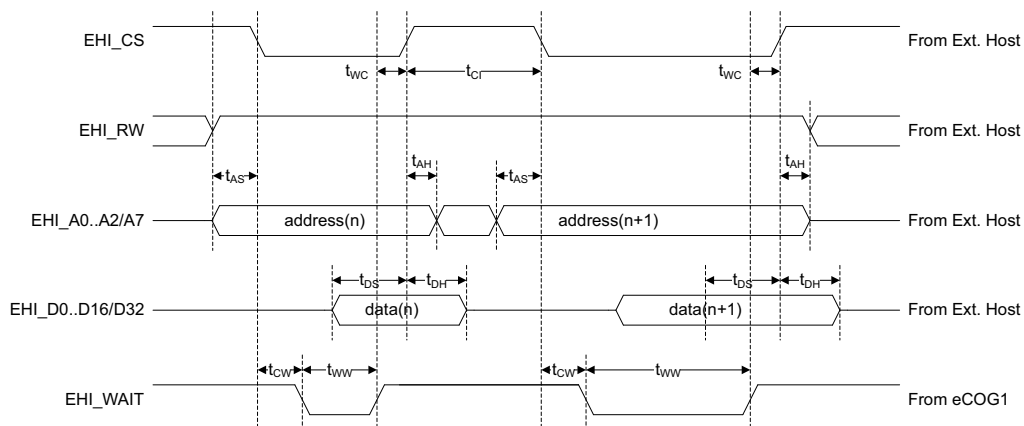 EHI_CS From Ext. Host
tWC tCI tWC
EHI_RW From Ext. Host
tAS tAH tAS tAH
EHI_A0..A2/A7 address(n) address(n+1) From Ext. Host
tDS tDH tDS tDH
EHI_D0..D16/D32 data(n) data(n+1) From Ext. Host
tCW tWW tCW tWW
EHI_WAIT From eCOG1